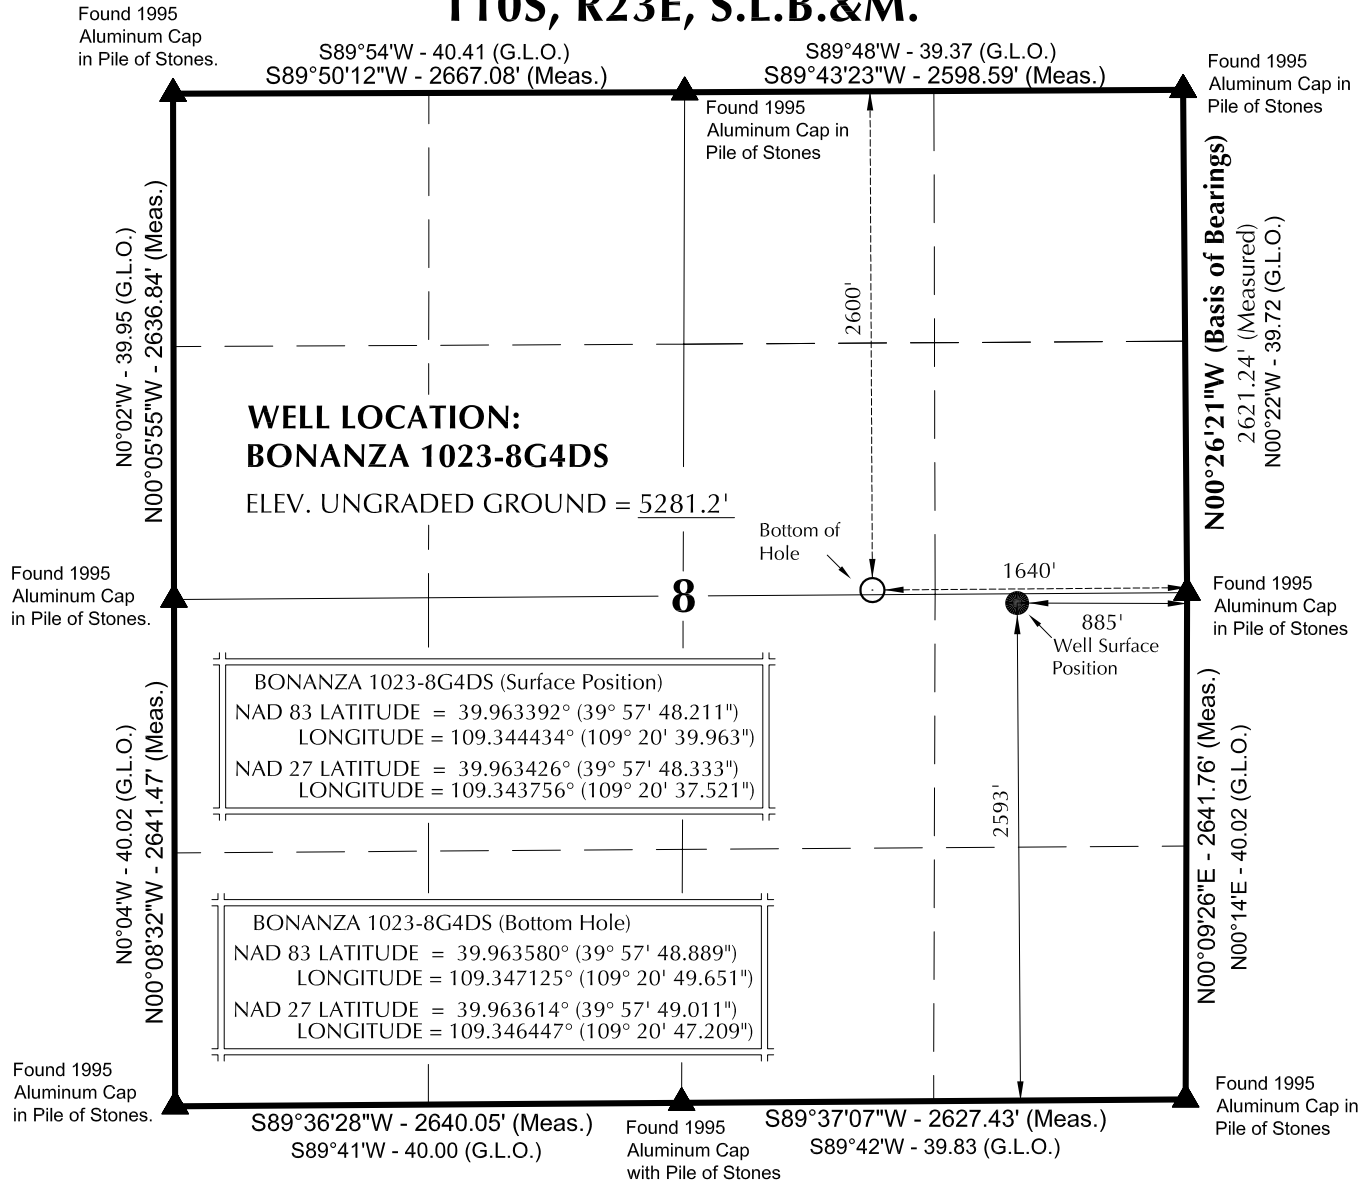 T10S, R23E, S.L.B.&M.
Found 1995
Aluminum Cap
in Pile of Stones.
S89°54'W - 40.41 (G.L.O.)
S89°50'12"W - 2667.08' (Meas.)
S89°48'W - 39.37 (G.L.O.)
S89°43'23"W - 2598.59' (Meas.)
Found 1995
Aluminum Cap in
Pile of Stones
Found 1995
Aluminum Cap in
Pile of Stones
N0°02'W - 39.95 (G.L.O.)
N00°05'55"W - 2636.84' (Meas.)
2600'
N00°26'21"W (Basis of Bearings)
2621.24' (Measured)
N00°22'W - 39.72 (G.L.O.)
WELL LOCATION:
BONANZA 1023-8G4DS
ELEV. UNGRADED GROUND = 5281.2'
Bottom of
Hole
1640'
Found 1995
Aluminum Cap
in Pile of Stones.
8
Found 1995
Aluminum Cap
in Pile of Stones
885'
Well Surface
Position
BONANZA 1023-8G4DS (Surface Position)
NAD 83 LATITUDE = 39.963392° (39° 57' 48.211")
LONGITUDE = 109.344434° (109° 20' 39.963")
NAD 27 LATITUDE = 39.963426° (39° 57' 48.333")
LONGITUDE = 109.343756° (109° 20' 37.521")
N0°04'W - 40.02 (G.L.O.)
N00°08'32"W - 2641.47' (Meas.)
2593'
N00°09'26"E - 2641.76' (Meas.)
N00°14'E - 40.02 (G.L.O.)
BONANZA 1023-8G4DS (Bottom Hole)
NAD 83 LATITUDE = 39.963580° (39° 57' 48.889")
LONGITUDE = 109.347125° (109° 20' 49.651")
NAD 27 LATITUDE = 39.963614° (39° 57' 49.011")
LONGITUDE = 109.346447° (109° 20' 47.209")
Found 1995
Aluminum Cap
in Pile of Stones.
S89°36'28"W - 2640.05' (Meas.)
S89°41'W - 40.00 (G.L.O.)
Found 1995
Aluminum Cap
with Pile of Stones
S89°37'07"W - 2627.43' (Meas.)
S89°42'W - 39.83 (G.L.O.)
Found 1995
Aluminum Cap in
Pile of Stones